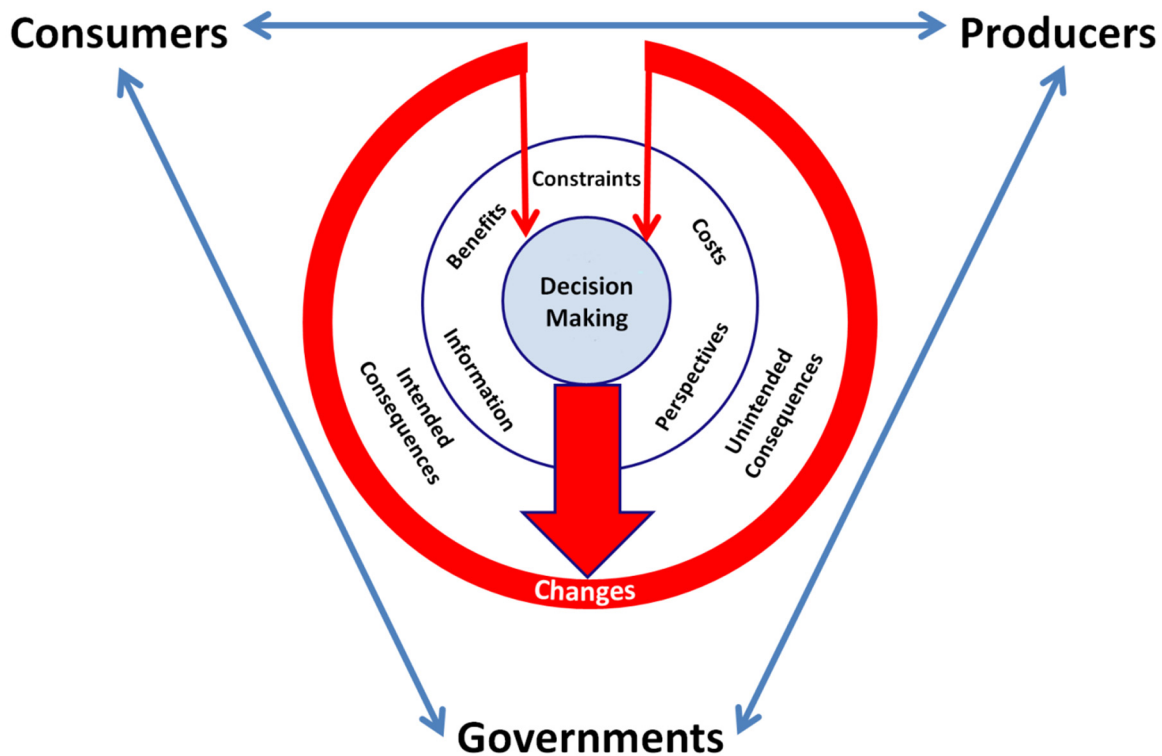 Consumers
Producers
Constraints
Benefits
Costs
Decision
Making
Information
Perspectives
Intended
Consequences
Unintended
Consequences
Changes
Governments